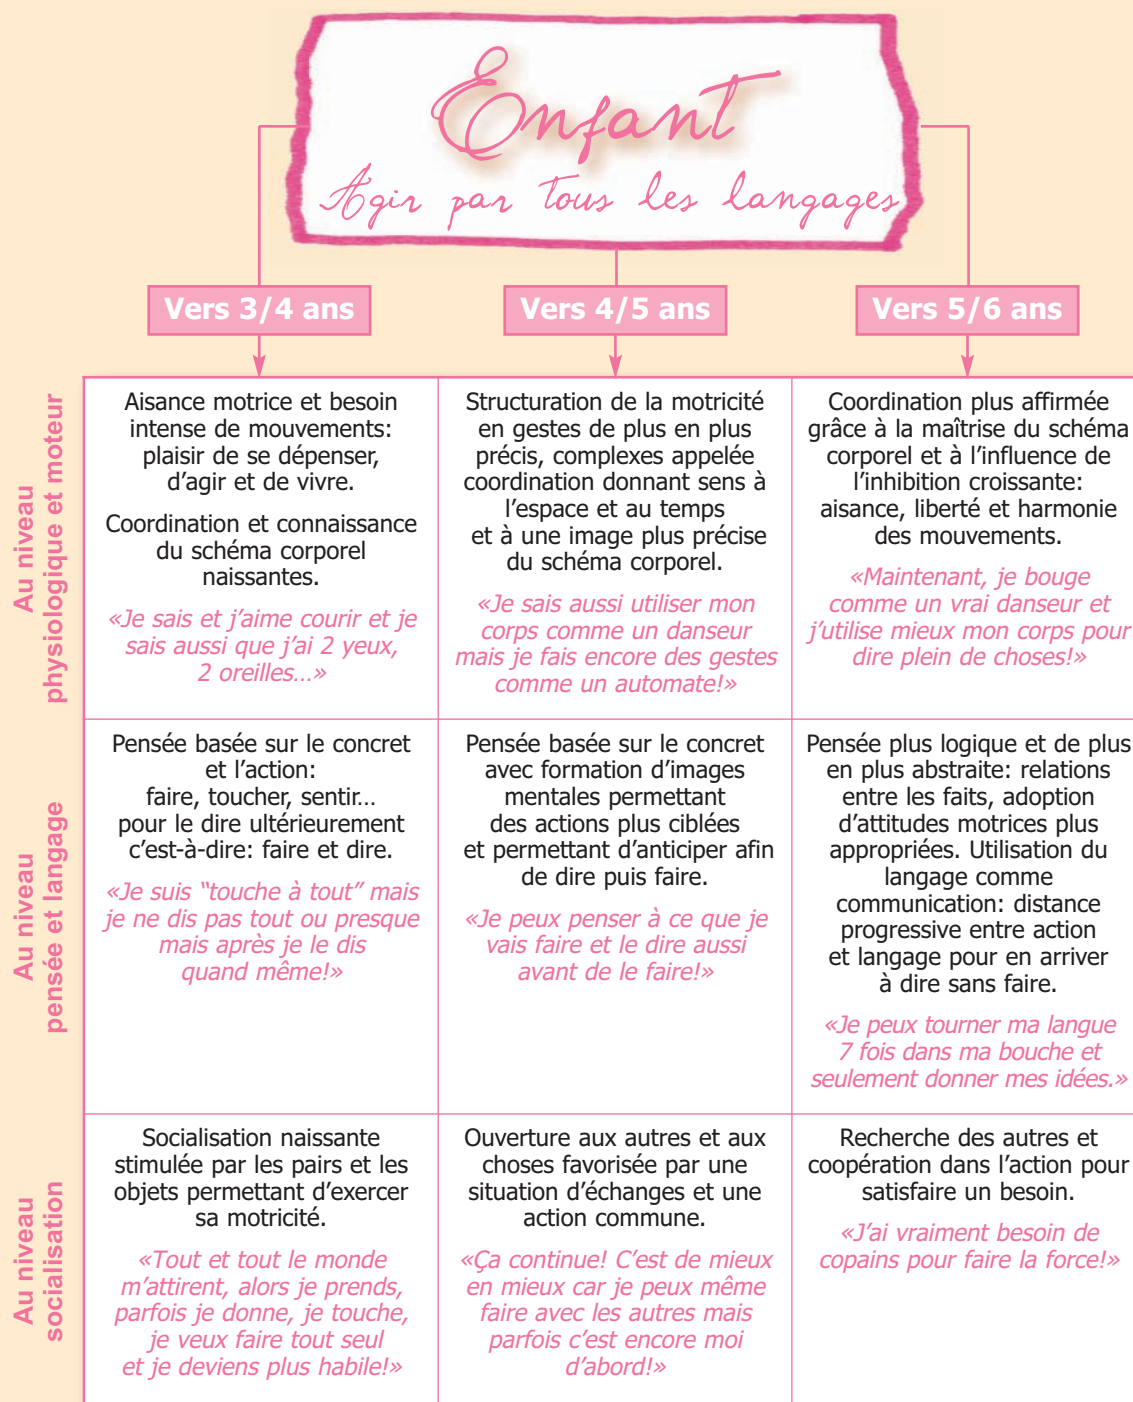 Enfant
Agir par tous les langages
Vers 3/4 ans
Vers 4/5 ans
Vers 5/6 ans
Au niveau
physiologique et moteur
Aisance motrice et besoin
intense de mouvements:
plaisir de se dépenser,
d’agir et de vivre.
Coordination et connaissance
du schéma corporel
naissantes.
«Je sais et j’aime courir et je
sais aussi que j’ai 2 yeux,
2 oreilles…»
Structuration de la motricité
en gestes de plus en plus
précis, complexes appelée
coordination donnant sens à
l’espace et au temps
et à une image plus précise
du schéma corporel.
«Je sais aussi utiliser mon
corps comme un danseur
mais je fais encore des gestes
comme un automate!»
Coordination plus affirmée
grâce à la maîtrise du schéma
corporel et à l’influence de
l’inhibition croissante:
aisance, liberté et harmonie
des mouvements.
«Maintenant, je bouge
comme un vrai danseur et
j’utilise mieux mon corps pour
dire plein de choses!»
Au niveau
pensée et langage
Pensée basée sur le concret
et l’action:
faire, toucher, sentir…
pour le dire ultérieurement
c’est-à-dire: faire et dire.
«Je suis “touche à tout” mais
je ne dis pas tout ou presque
mais après je le dis
quand même!»
Pensée basée sur le concret
avec formation d’images
mentales permettant
des actions plus ciblées
et permettant d’anticiper afin
de dire puis faire.
«Je peux penser à ce que je
vais faire et le dire aussi
avant de le faire!»
Pensée plus logique et de plus
en plus abstraite: relations
entre les faits, adoption
d’attitudes motrices plus
appropriées. Utilisation du
langage comme
communication: distance
progressive entre action
et langage pour en arriver
à dire sans faire.
«Je peux tourner ma langue
7 fois dans ma bouche et
seulement donner mes idées.»
Au niveau
socialisation
Socialisation naissante
stimulée par les pairs et les
objets permettant d’exercer
sa motricité.
«Tout et tout le monde
m’attirent, alors je prends,
parfois je donne, je touche,
je veux faire tout seul
et je deviens plus habile!»
Ouverture aux autres et aux
choses favorisée par une
situation d’échanges et une
action commune.
«Ça continue! C’est de mieux
en mieux car je peux même
faire avec les autres mais
parfois c’est encore moi
d’abord!»
Recherche des autres et
coopération dans l’action pour
satisfaire un besoin.
«J’ai vraiment besoin de
copains pour faire la force!»